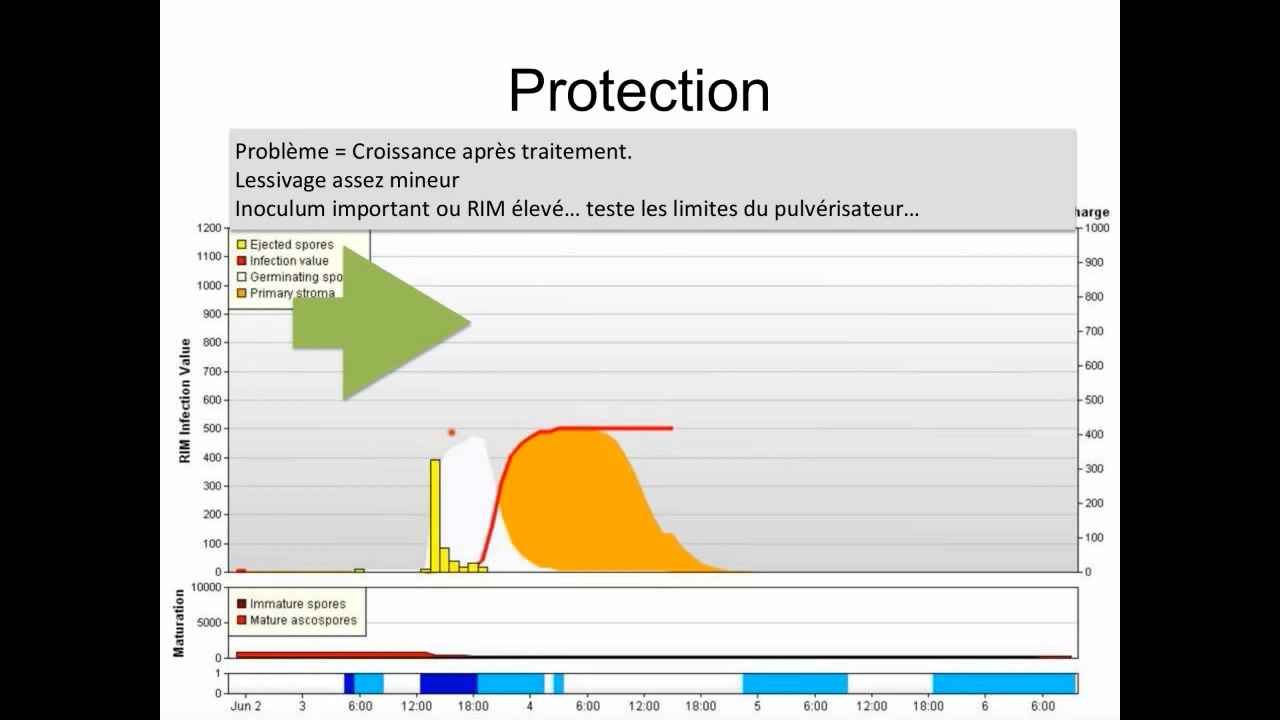 Protection
Problème = Croissance après traitement.
Lessivage assez mineur
Inoculum important ou RIM élevé... teste les limites du pulvérisateur...
1200
1100
1000
900
800
700
600
500
400
300
200
100
0
RIM Infection Value
Ejected spores
Infection value
Germinating spo
Primary stroma
harge
1000
900
800
700
600
500
400
300
200
100
0
Maturation
10000
5000
0
Immature spores
Mature ascospores
1
0
Jun 2 3 6:00 12:00 18:00 4 6:00 12:00 18:00 5 6:00 12:00 18:00 6 6:00